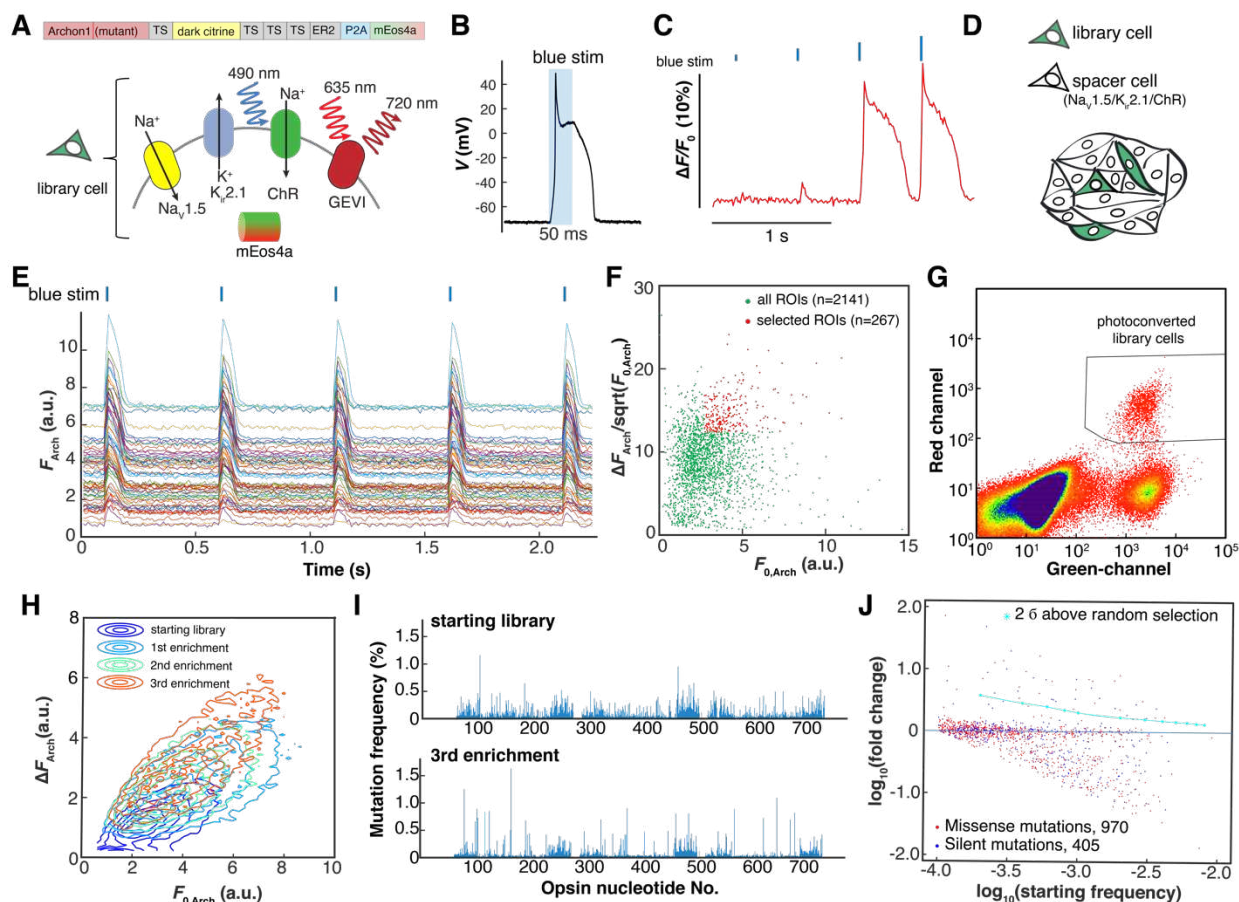 A
Archon1 (mutant) TS dark citrine TS TS TS ER2 P2A mEos4a
library cell
Na⁺
490 nm
Na⁺
635 nm
720 nm
K⁺
Kir2.1
ChR
GEVI
NaV1.5
mEos4a
B
blue stim
V (mV)
40
20
0
-20
-40
-60
50 ms
C
blue stim
ΔF/F0 (10%)
1 s
D
library cell
spacer cell
(NaV1.5/Kir2.1/ChR)
E
blue stim
FArch (a.u.)
10
8
6
4
2
0
0 0.5 1.0 1.5 2.0
Time (s)
F
ΔFArch/sqrt(F0,Arch)
30
20
10
0
all ROIs (n=2141)
selected ROIs (n=267)
0 5 10 15
F0,Arch (a.u.)
G
Red channel
10⁴
10³
10²
10¹
10⁰
photoconverted
library cells
10⁰ 10¹ 10² 10³ 10⁴ 10⁵
Green-channel
H
ΔFArch (a.u.)
8
6
4
2
0
starting library
1st enrichment
2nd enrichment
3rd enrichment
0 2 4 6 8 10
F0,Arch (a.u.)
I
Mutation frequency (%)
starting library
1.5
1.0
0.5
0
100 200 300 400 500 600 700
3rd enrichment
1.5
1.0
0.5
0
100 200 300 400 500 600 700
Opsin nucleotide No.
J
log10(fold change)
2.0
1.0
0
-1.0
-2.0
2 δ above random selection
Missense mutations, 970
Silent mutations, 405
-4.0 -3.5 -3.0 -2.5 -2.0
log10(starting frequency)